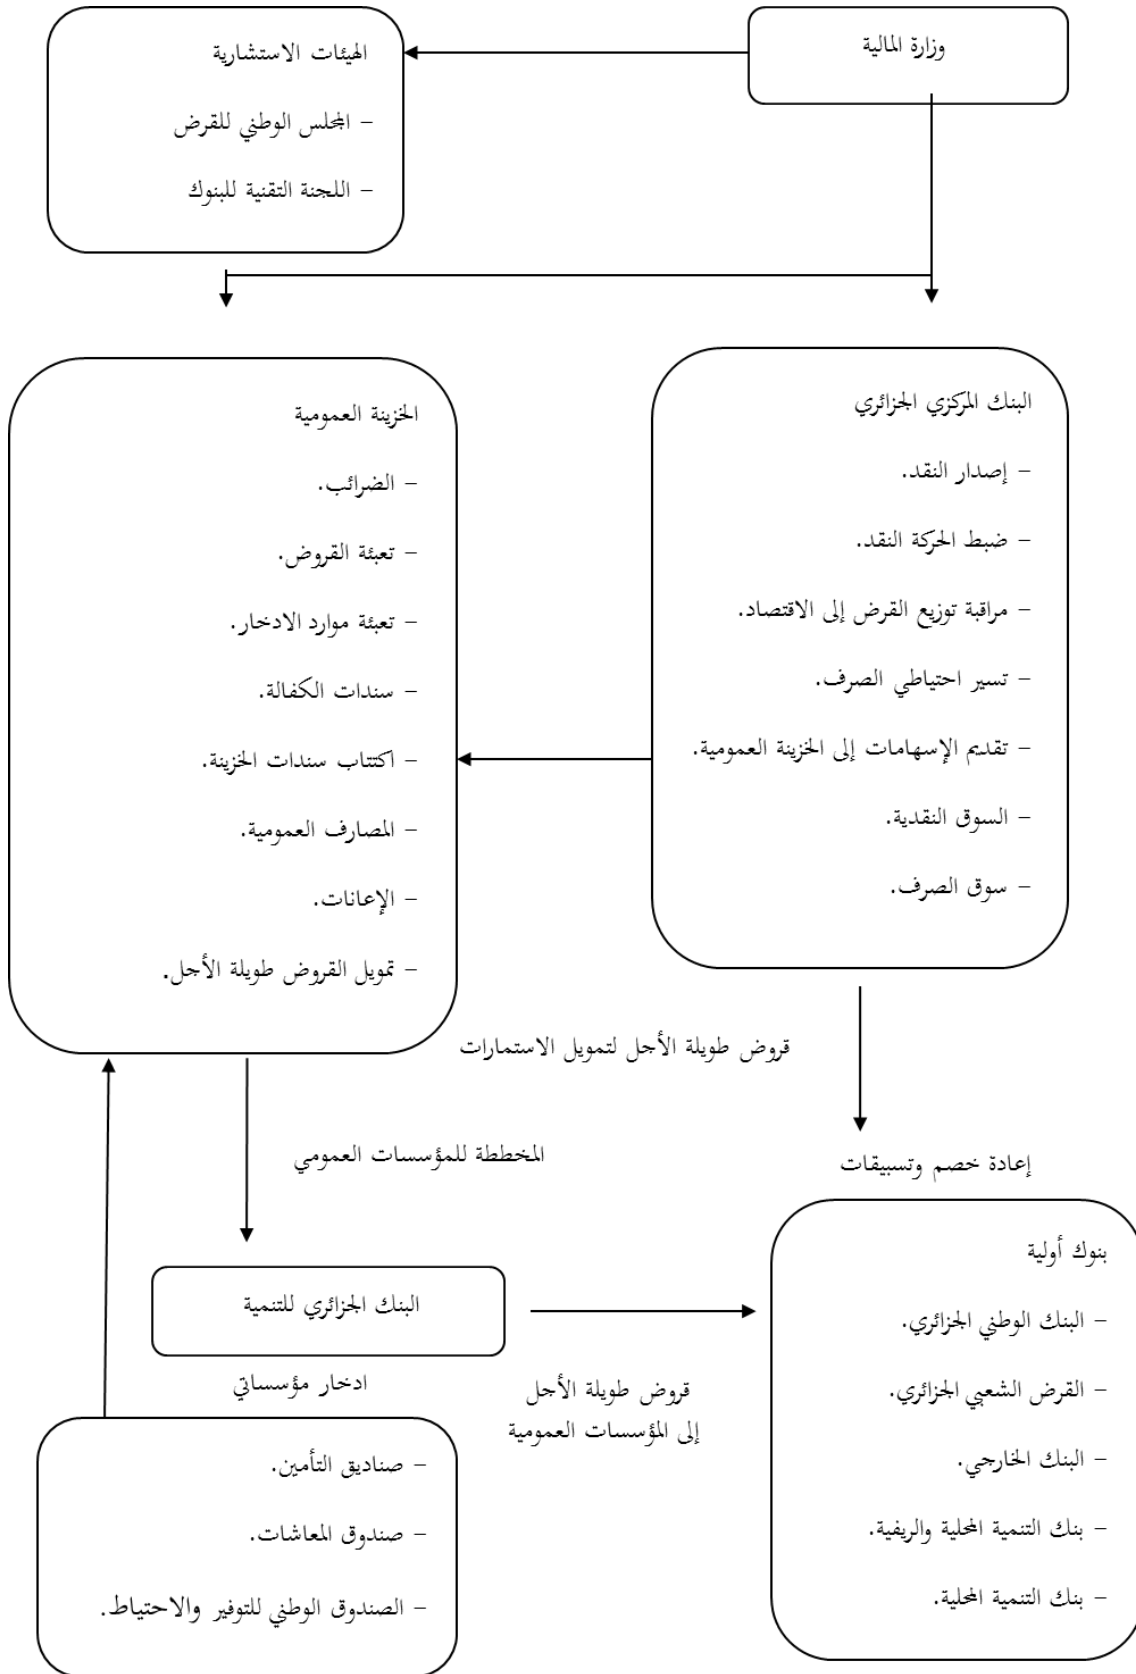 وزارة المالية
الهيئات الاستشارية
– المجلس الوطني للقرض
– اللجنة التقنية للبنوك
البنك المركزي الجزائري
– إصدار النقد.
– ضبط الحركة النقد.
– مراقبة توزيع القرض إلى الاقتصاد.
– تسير احتياطي الصرف.
– تقديم الإسهامات إلى الخزينة العمومية.
– السوق النقدية.
– سوق الصرف.
الخزينة العمومية
– الضرائب.
– تعبئة القروض.
– تعبئة موارد الادخار.
– سندات الكفالة.
– اكتتاب سندات الخزينة.
– المصارف العمومية.
– الإعانات.
– تمويل القروض طويلة الأجل.
قروض طويلة الأجل لتمويل الاستمارات
المخططة للمؤسسات العمومي
إعادة خصم وتسبيقات
بنوك أولية
– البنك الوطني الجزائري.
– القرض الشعبي الجزائري.
– البنك الخارجي.
– بنك التنمية المحلية والريفية.
– بنك التنمية المحلية.
البنك الجزائري للتنمية
قروض طويلة الأجل
إلى المؤسسات العمومية
ادخار مؤسساتي
– صناديق التأمين.
– صندوق المعاشات.
– الصندوق الوطني للتوفير والاحتياط.